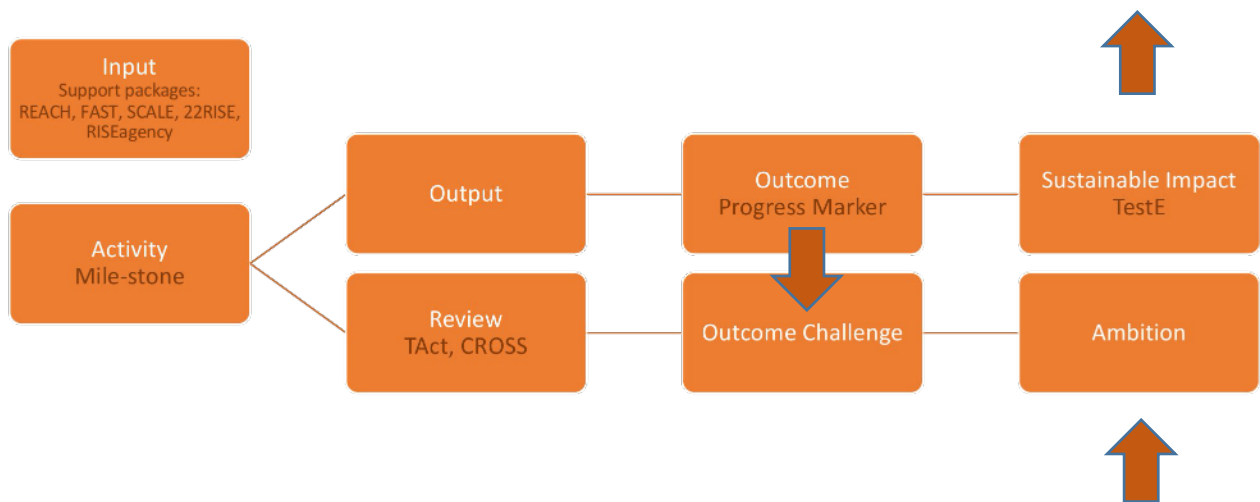 Input
Support packages:
REACH, FAST, SCALE, 22RISE,
RISEagency
Activity
Mile-stone
Output
Outcome
Progress Marker
Sustainable Impact
TestE
Review
TAct, CROSS
Outcome Challenge
Ambition